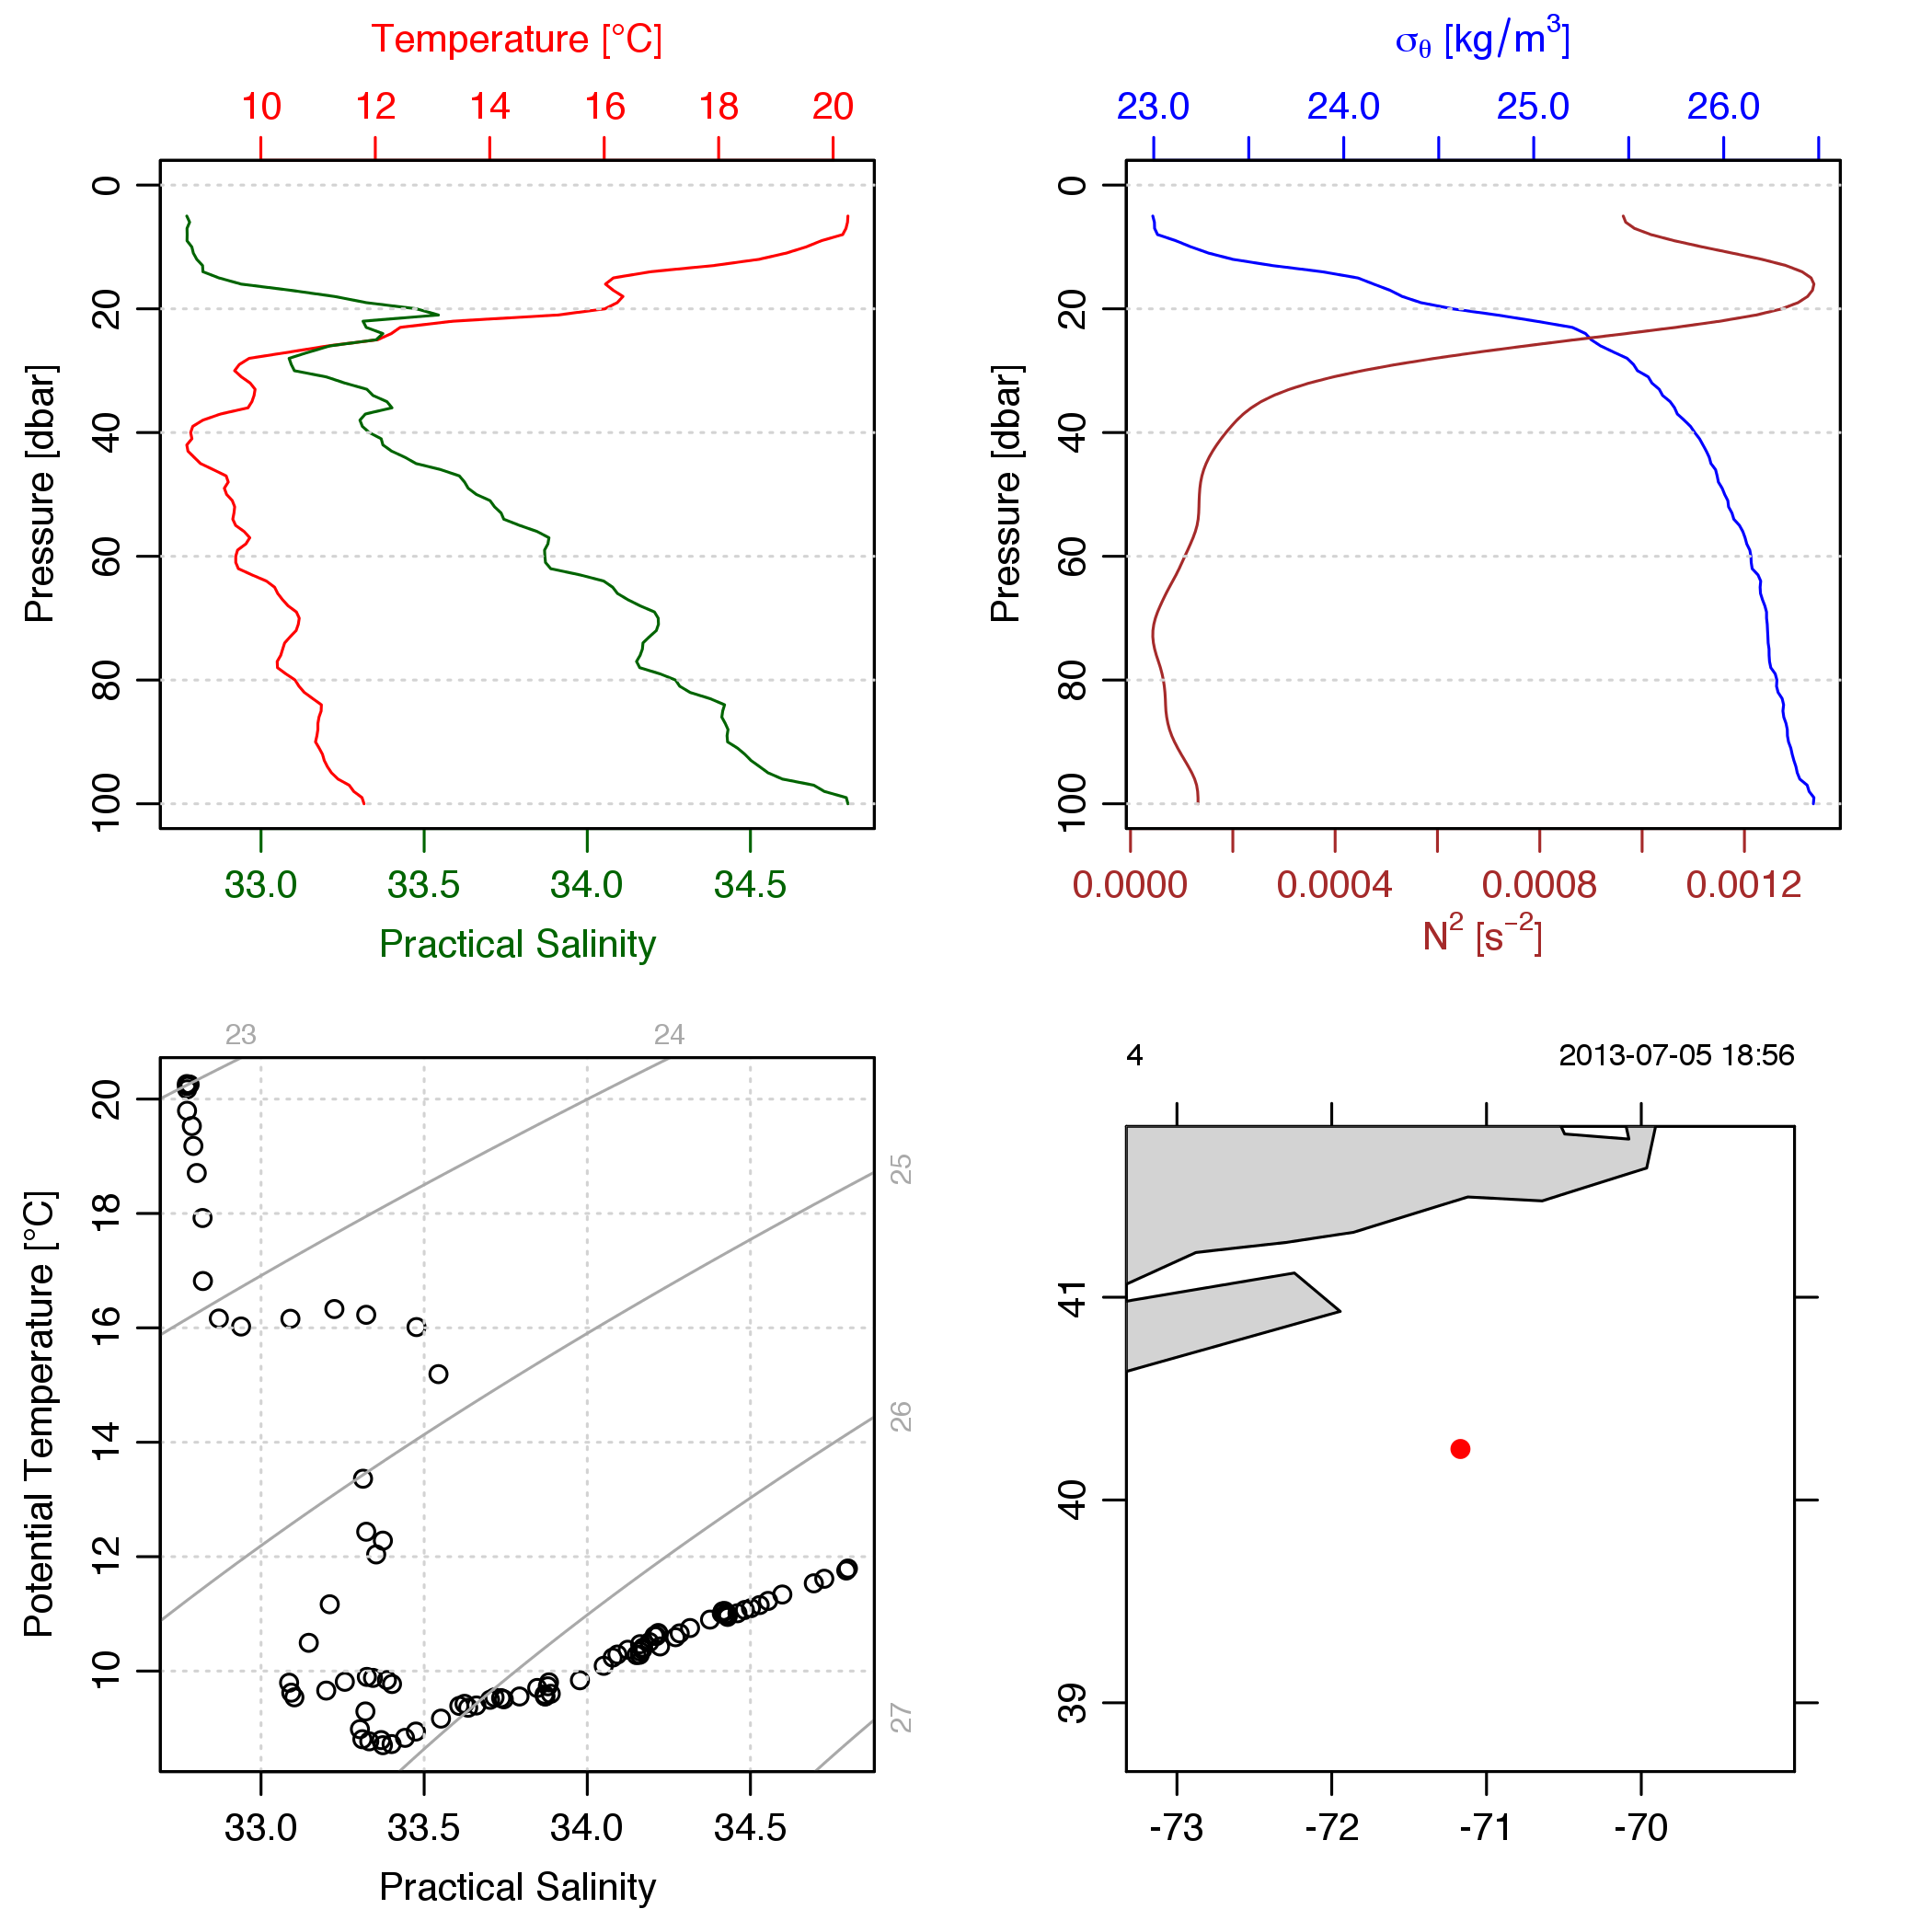 Temperature [°C]
10 12 14 16 18 20
Pressure [dbar]
0 20 40 60 80 100
33.0 33.5 34.0 34.5
Practical Salinity
σθ [kg/m³]
23.0 24.0 25.0 26.0
Pressure [dbar]
0 20 40 60 80 100
0.0000 0.0004 0.0008 0.0012
N² [s⁻²]
23 24
25
26
27
Potential Temperature [°C]
20
18
16
14
12
10
33.0 33.5 34.0 34.5
Practical Salinity
4 2013-07-05 18:56
41
40
39
-73 -72 -71 -70